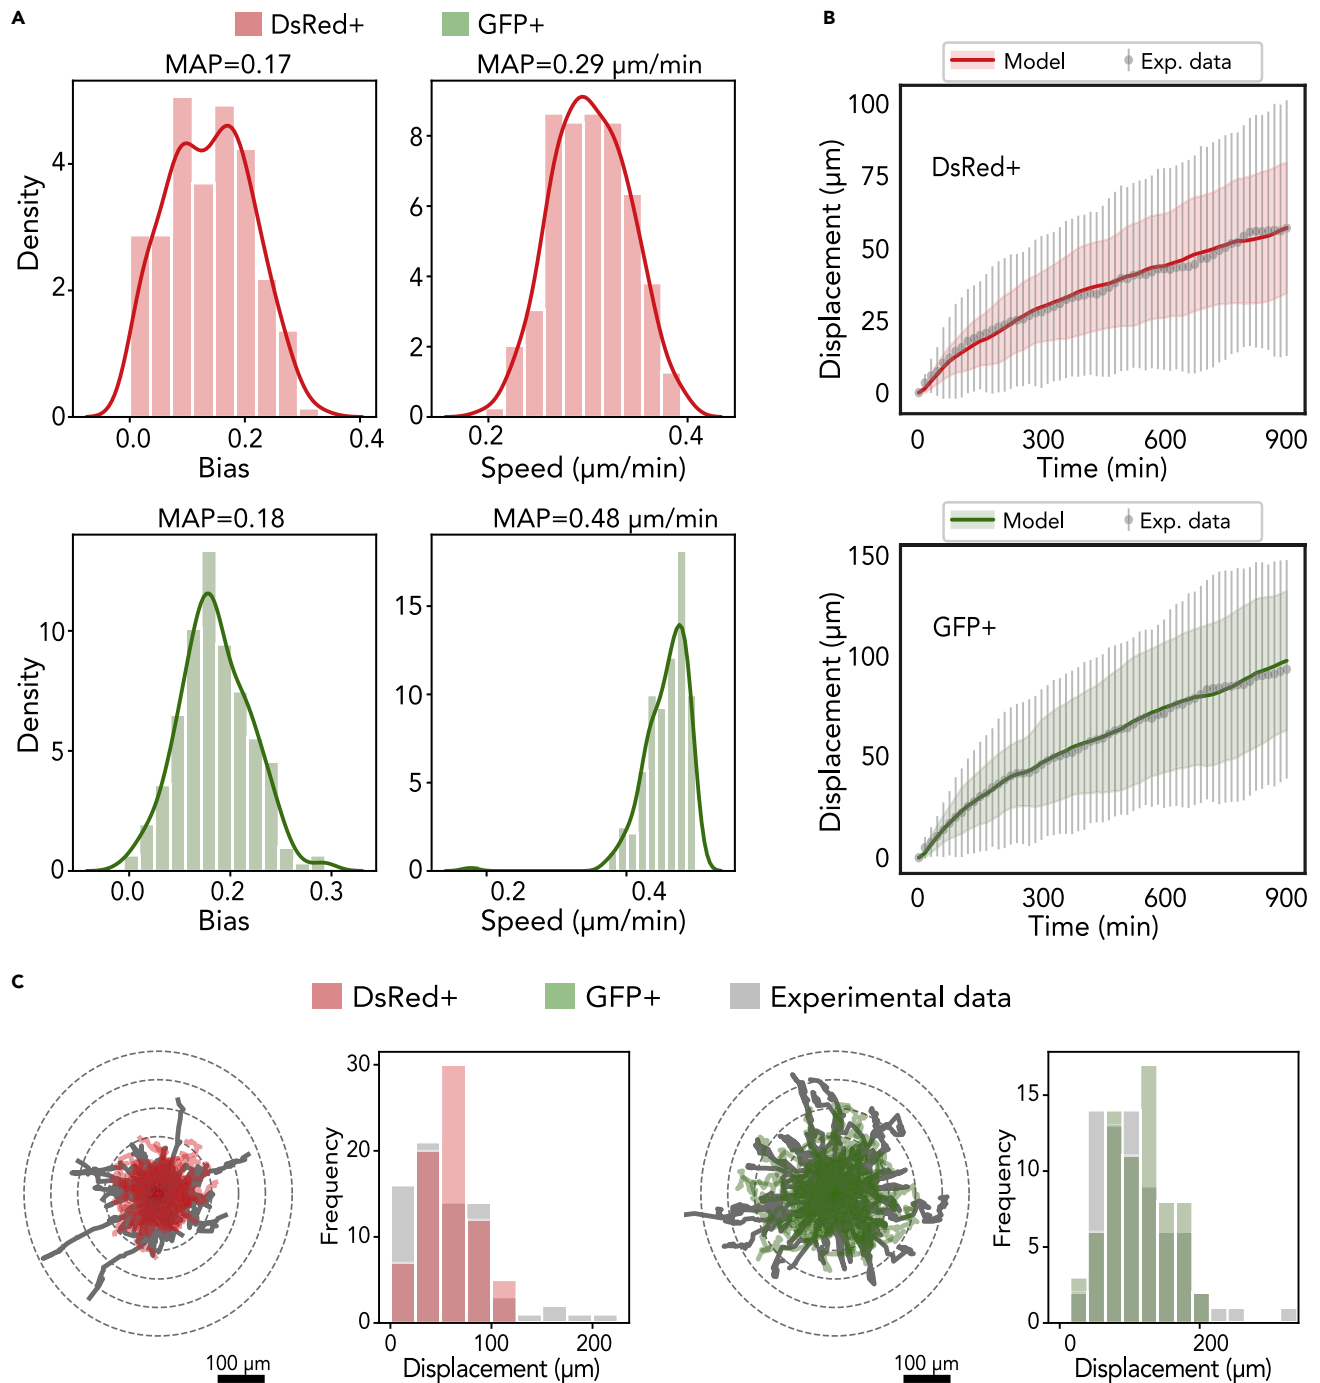 A
DsRed+ GFP+
MAP=0.17
MAP=0.29 µm/min
Density
4
2
0
0.0 0.2 0.4
Bias
8
6
4
2
0
0.2 0.4
Speed (µm/min)
MAP=0.18
MAP=0.48 µm/min
Density
10
5
0
0.0 0.2 0.3
Bias
15
10
5
0
0.2 0.4
Speed (µm/min)
B
Model Exp. data
DsRed+
Displacement (µm)
100
75
50
25
0
0 300 600 900
Time (min)
Model Exp. data
GFP+
Displacement (µm)
150
100
50
0
0 300 600 900
Time (min)
C
DsRed+ GFP+ Experimental data
100 µm
Frequency
30
20
10
0
0 100 200
Displacement (µm)
100 µm
Frequency
15
10
5
0
0 200
Displacement (µm)